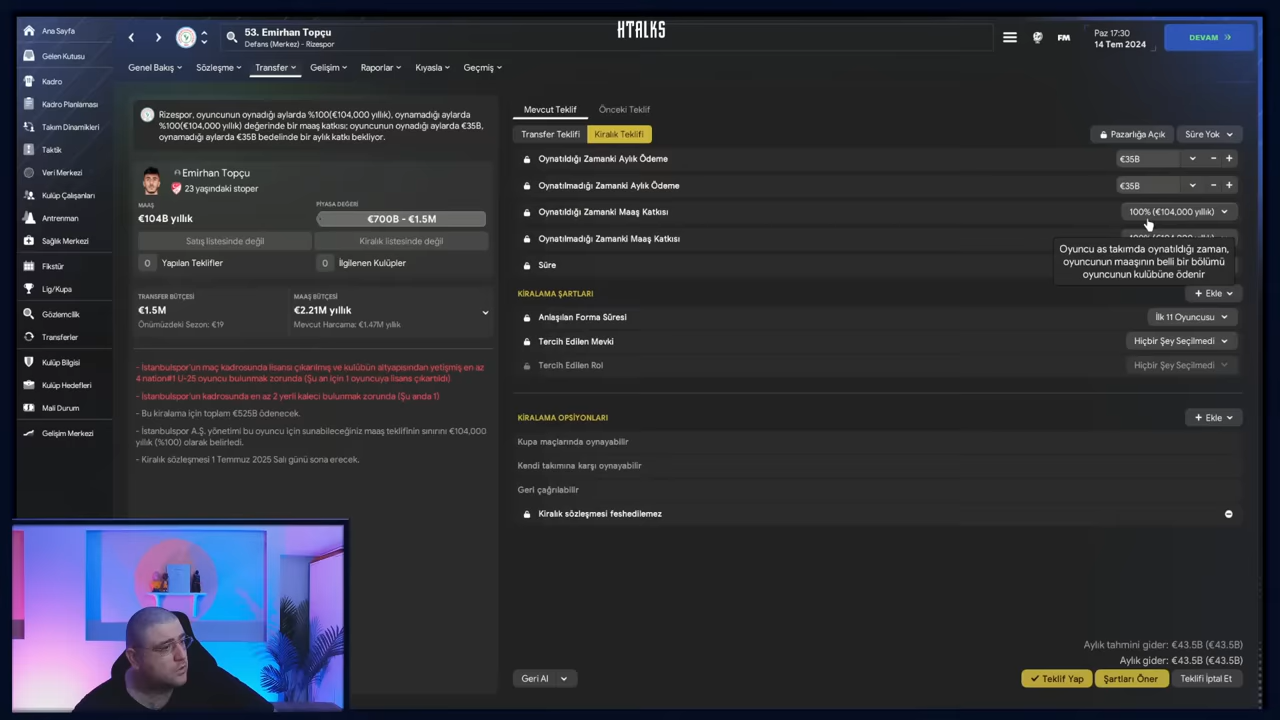 Ana Sayfa
Gelen Kutusu
Kadro
Kadro Planlaması
Takım Dinamikleri
Taktik
Veri Merkezi
Kulüp Çalışanları
Antrenman
Sağlık Merkezi
Fikstür
Lig/Kupa
Gözlemcilik
Transferler
Kulüp Bilgisi
Kulüp Hedefleri
Mali Durum
Gelişim Merkezi
53. Emirhan Topçu
Defans (Merkez) - Rizespor
HTALKS
FM
Paz 17:30
14 Tem 2024
DEVAM
Genel Bakış
Sözleşme
Transfer
Gelişim
Raporlar
Kıyasla
Geçmiş
Rizespor, oyuncunun oynadığı aylarda %100(€104,000 yıllık), oynamadığı aylarda
%100(€104,000 yıllık) değerinde bir maaş katkısı; oyuncunun oynadığı aylarda €35B,
oynamadığı aylarda €35B bedelinde bir aylık katkı bekliyor.
Emirhan Topçu
23 yaşındaki stoper
MAAŞ
€104B yıllık
PİYASA DEĞERİ
€700B - €1.5M
Satış listesinde değil
Kiralık listesinde değil
0 Yapılan Teklifler
0 İlgilenen Kulüpler
TRANSFER BÜTÇESİ
€1.5M
Önümüzdeki Sezon: €19
MAAŞ BÜTÇESİ
€2.21M yıllık
Mevcut Harcama: €1.47M yıllık
- İstanbulspor'un maç kadrosunda lisansı çıkarılmış ve kulübün altyapısından yetişmiş en az
4 nation#1 U-25 oyuncu bulunmak zorunda (Şu an için 1 oyuncuya lisans çıkartıldı)
- İstanbulspor'un kadrosunda en az 2 yerli kaleci bulunmak zorunda (Şu anda 1)
- Bu kiralama için toplam €525B ödenecek.
- İstanbulspor A.Ş. yönetimi bu oyuncu için sunabileceğiniz maaş teklifinin sınırını €104,000
yıllık (%100) olarak belirledi.
- Kiralık sözleşmesi 1 Temmuz 2025 Salı günü sona erecek.
Mevcut Teklif
Önceki Teklif
Transfer Teklifi
Kiralık Teklifi
Pazarlığa Açık
Süre Yok
Oynatıldığı Zamanki Aylık Ödeme
€35B
Oynatılmadığı Zamanki Aylık Ödeme
€35B
Oynatıldığı Zamanki Maaş Katkısı
100% (€104,000 yıllık)
Oynatılmadığı Zamanki Maaş Katkısı
Oyuncu as takımda oynatıldığı zaman,
oyuncunun maaşının belli bir bölümü
oyuncunun kulübüne ödenir
Süre
KİRALAMA ŞARTLARI
+ Ekle
Anlaşılan Forma Süresi
İlk 11 Oyuncusu
Tercih Edilen Mevki
Hiçbir Şey Seçilmedi
Tercih Edilen Rol
Hiçbir Şey Seçilmedi
KİRALAMA OPSİYONLARI
+ Ekle
Kupa maçlarında oynayabilir
Kendi takımına karşı oynayabilir
Geri çağrılabilir
Kiralık sözleşmesi feshedilemez
Aylık tahmini gider: €43.5B (€43.5B)
Aylık gider: €43.5B (€43.5B)
Geri Al
Teklif Yap
Şartları Öner
Teklifi İptal Et